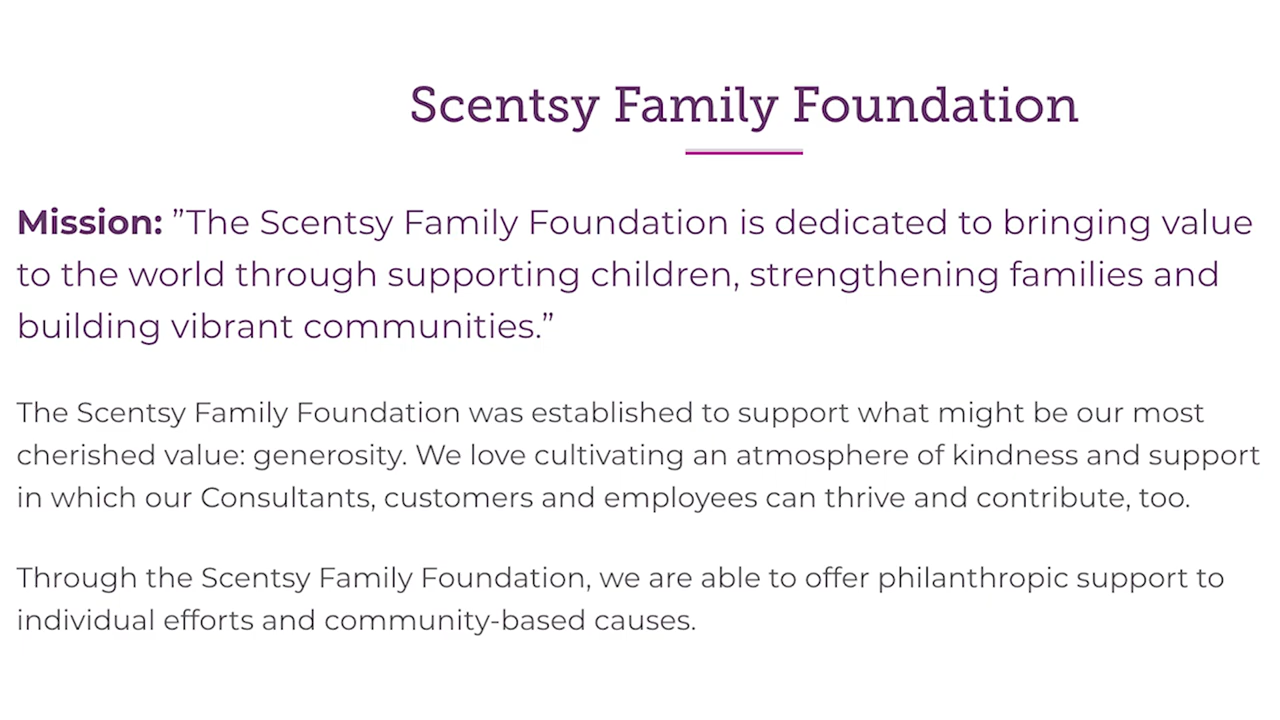 Scentsy Family Foundation
Mission: ”The Scentsy Family Foundation is dedicated to bringing value
to the world through supporting children, strengthening families and
building vibrant communities.”
The Scentsy Family Foundation was established to support what might be our most
cherished value: generosity. We love cultivating an atmosphere of kindness and support
in which our Consultants, customers and employees can thrive and contribute, too.
Through the Scentsy Family Foundation, we are able to offer philanthropic support to
individual efforts and community-based causes.